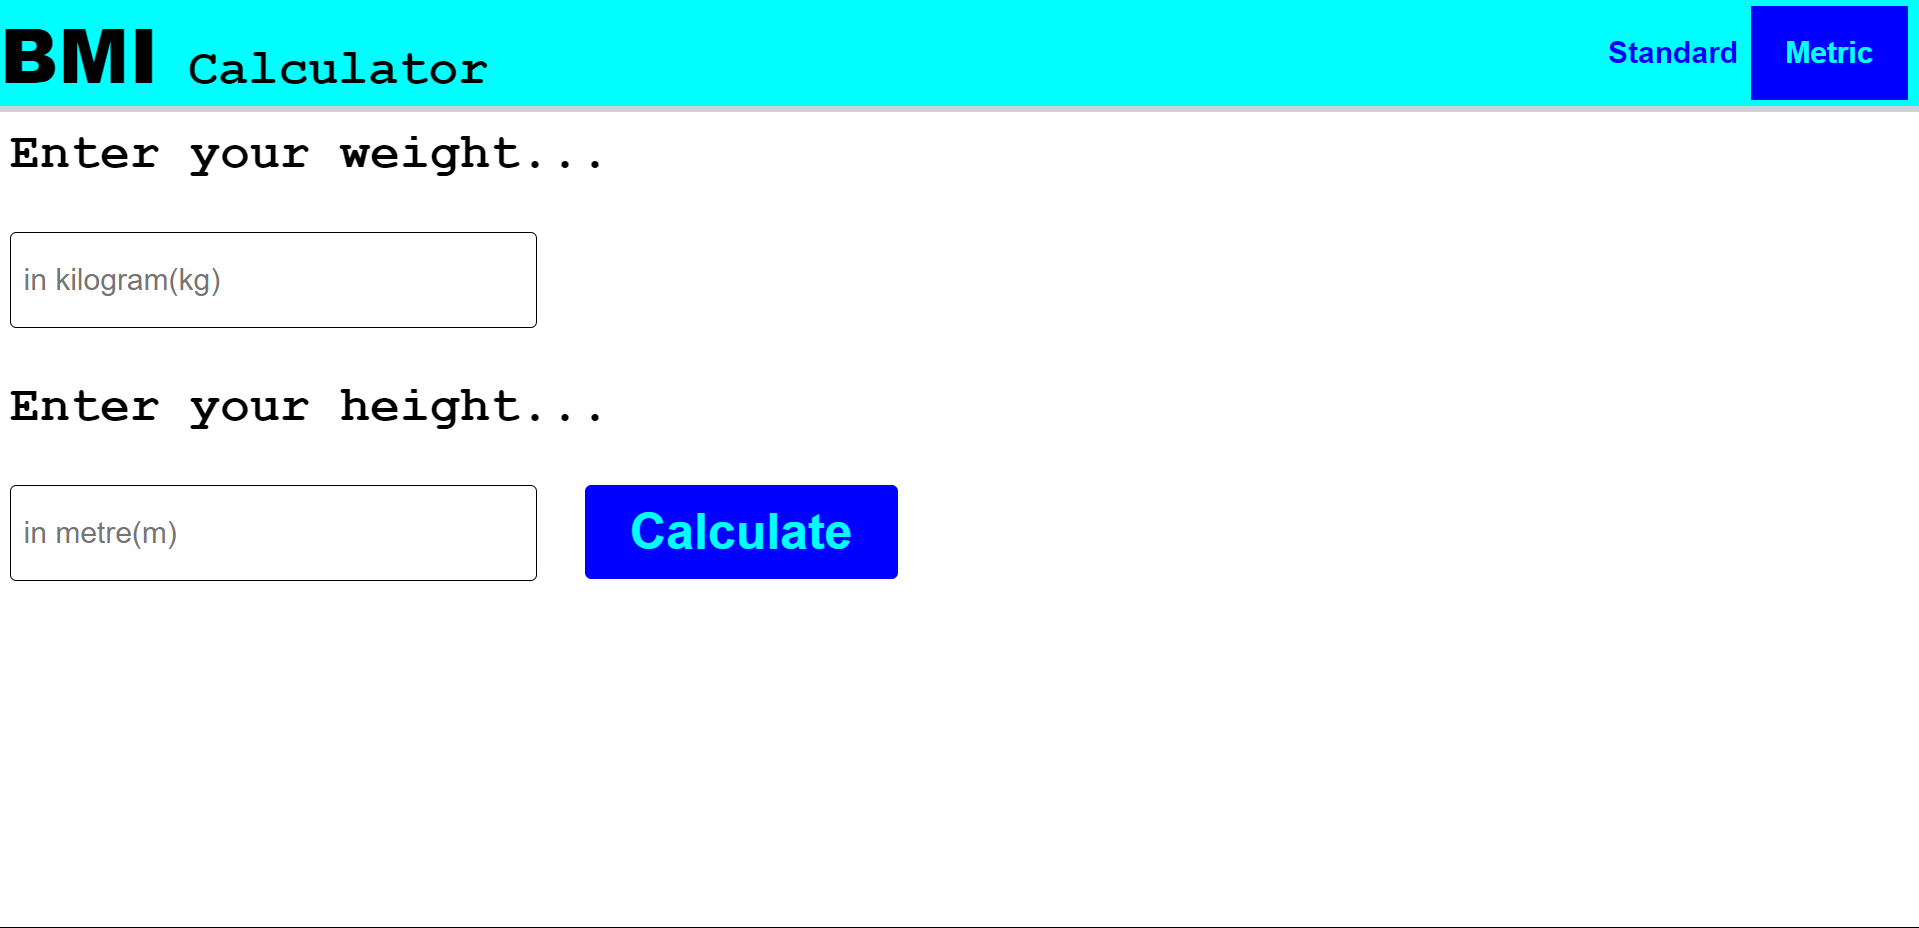 BMI Calculator Standard Metric
Enter your weight...
in kilogram(kg)
Enter your height...
in metre(m) Calculate